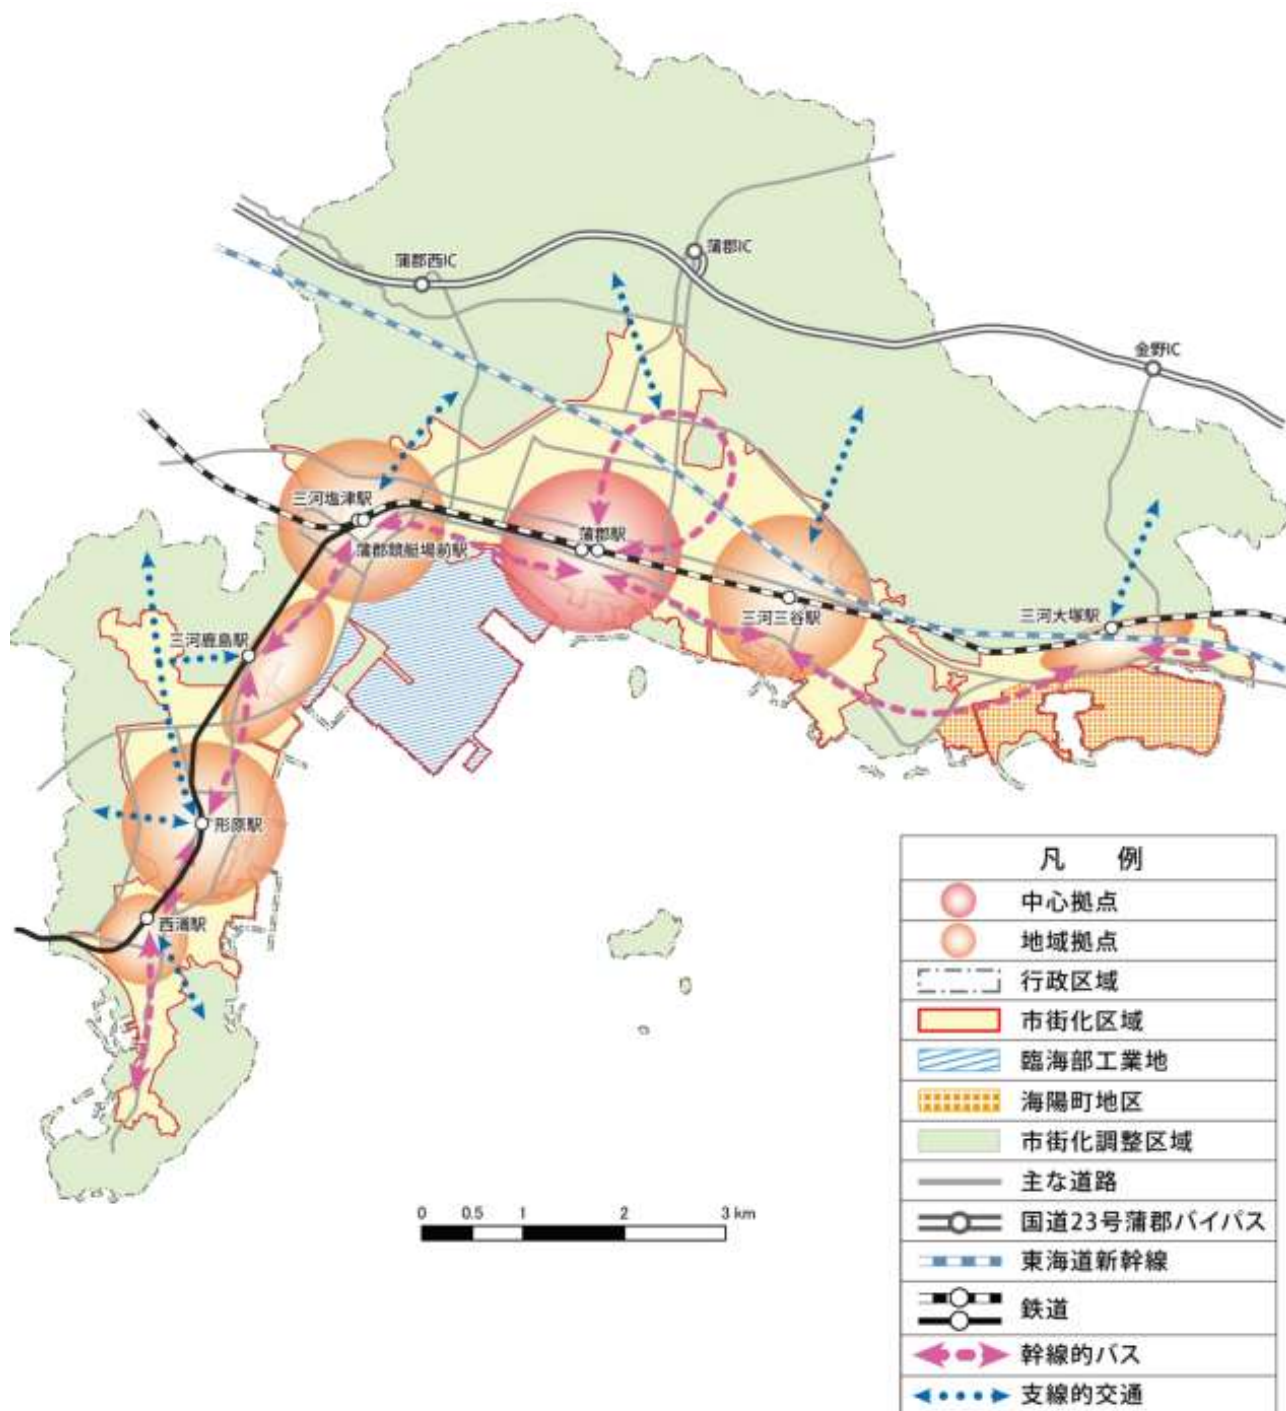 蒲郡IC
蒲郡西IC
金野IC
三河塩津駅
蒲郡駅
蒲郡競艇場前駅
三河三谷駅
三河大塚駅
三河鹿島駅
形原駅
西浦駅
凡 例
中心拠点
地域拠点
行政区域
市街化区域
臨海部工業地
海陽町地区
市街化調整区域
主な道路
国道23号蒲郡バイパス
東海道新幹線
鉄道
幹線的バス
支線的交通
0 0.5 1 2 3 km